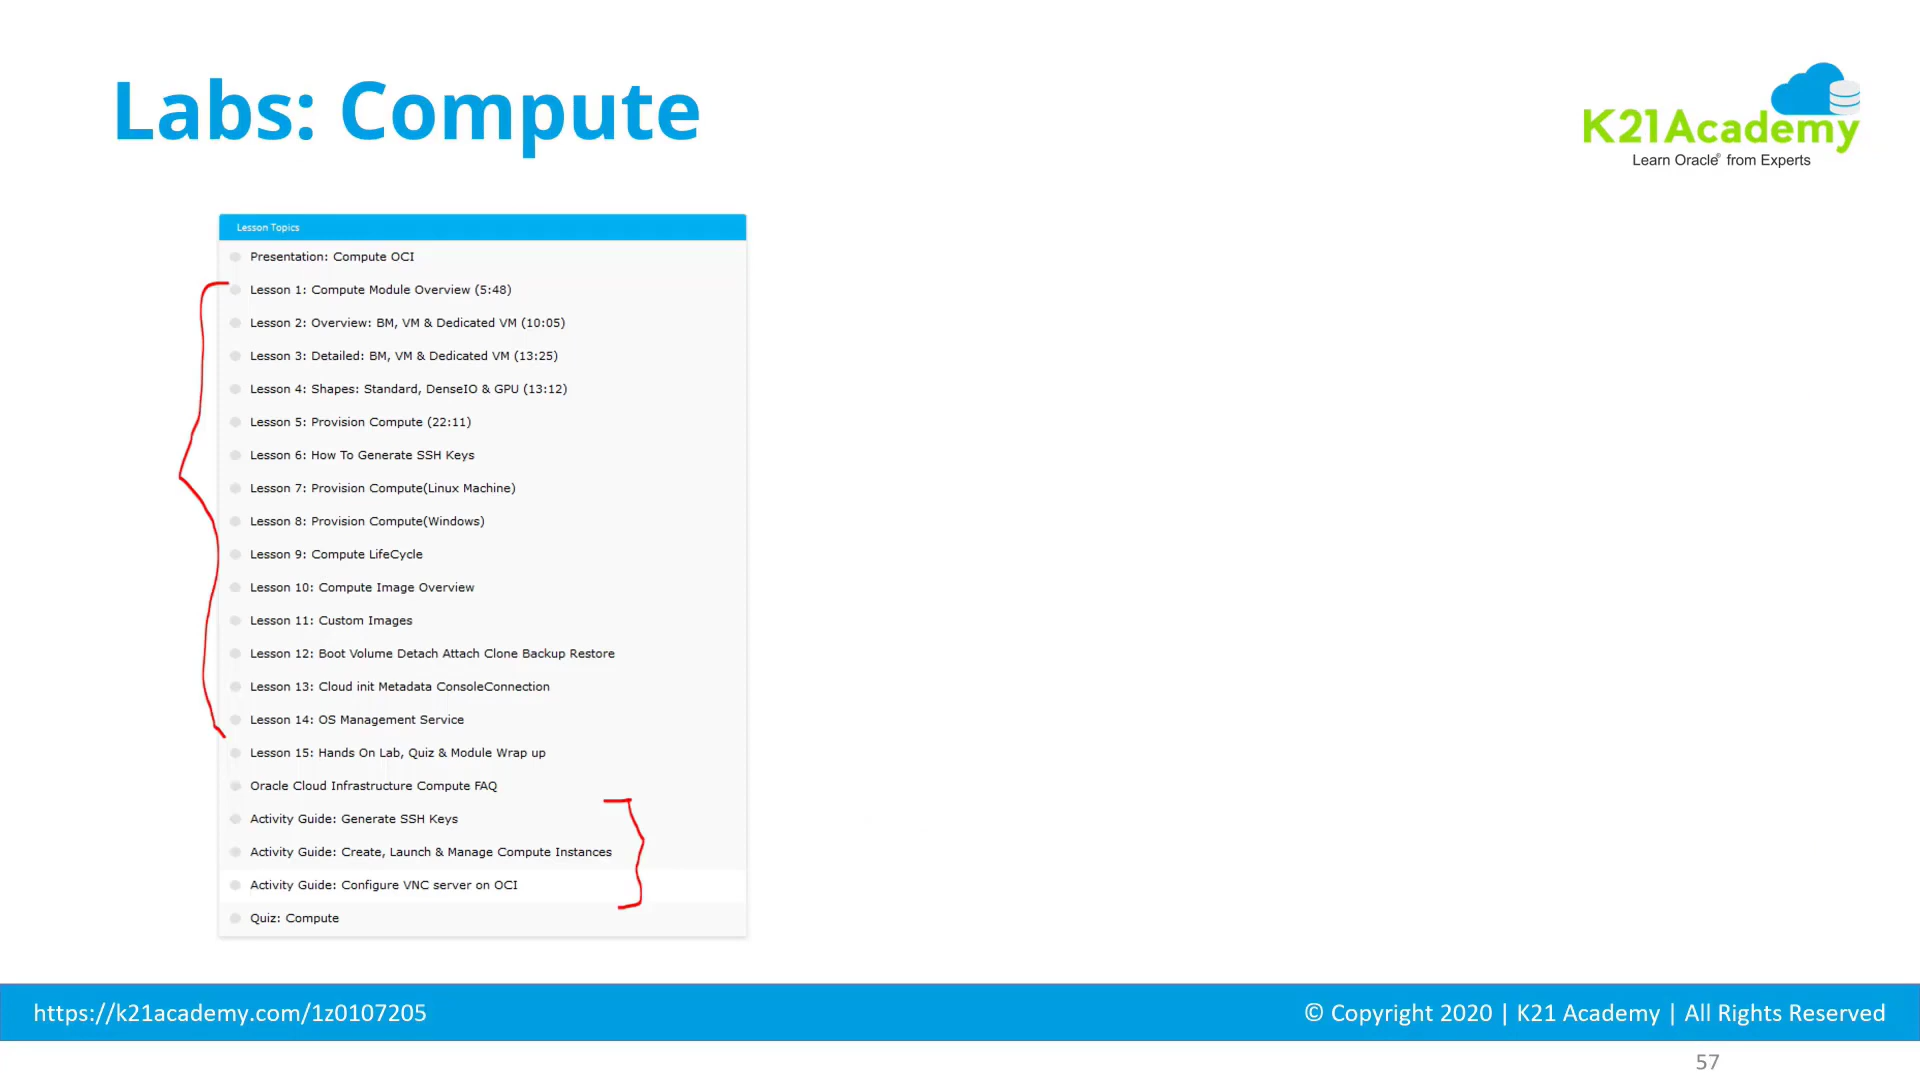 Labs: Compute
K21Academy
Learn Oracle® from Experts
Lesson Topics
Presentation: Compute OCI
Lesson 1: Compute Module Overview (5:48)
Lesson 2: Overview: BM, VM & Dedicated VM (10:05)
Lesson 3: Detailed: BM, VM & Dedicated VM (13:25)
Lesson 4: Shapes: Standard, DenseIO & GPU (13:12)
Lesson 5: Provision Compute (22:11)
Lesson 6: How To Generate SSH Keys
Lesson 7: Provision Compute(Linux Machine)
Lesson 8: Provision Compute(Windows)
Lesson 9: Compute LifeCycle
Lesson 10: Compute Image Overview
Lesson 11: Custom Images
Lesson 12: Boot Volume Detach Attach Clone Backup Restore
Lesson 13: Cloud init Metadata ConsoleConnection
Lesson 14: OS Management Service
Lesson 15: Hands On Lab, Quiz & Module Wrap up
Oracle Cloud Infrastructure Compute FAQ
Activity Guide: Generate SSH Keys
Activity Guide: Create, Launch & Manage Compute Instances
Activity Guide: Configure VNC server on OCI
Quiz: Compute
https://k21academy.com/1z0107205
© Copyright 2020 | K21 Academy | All Rights Reserved
57